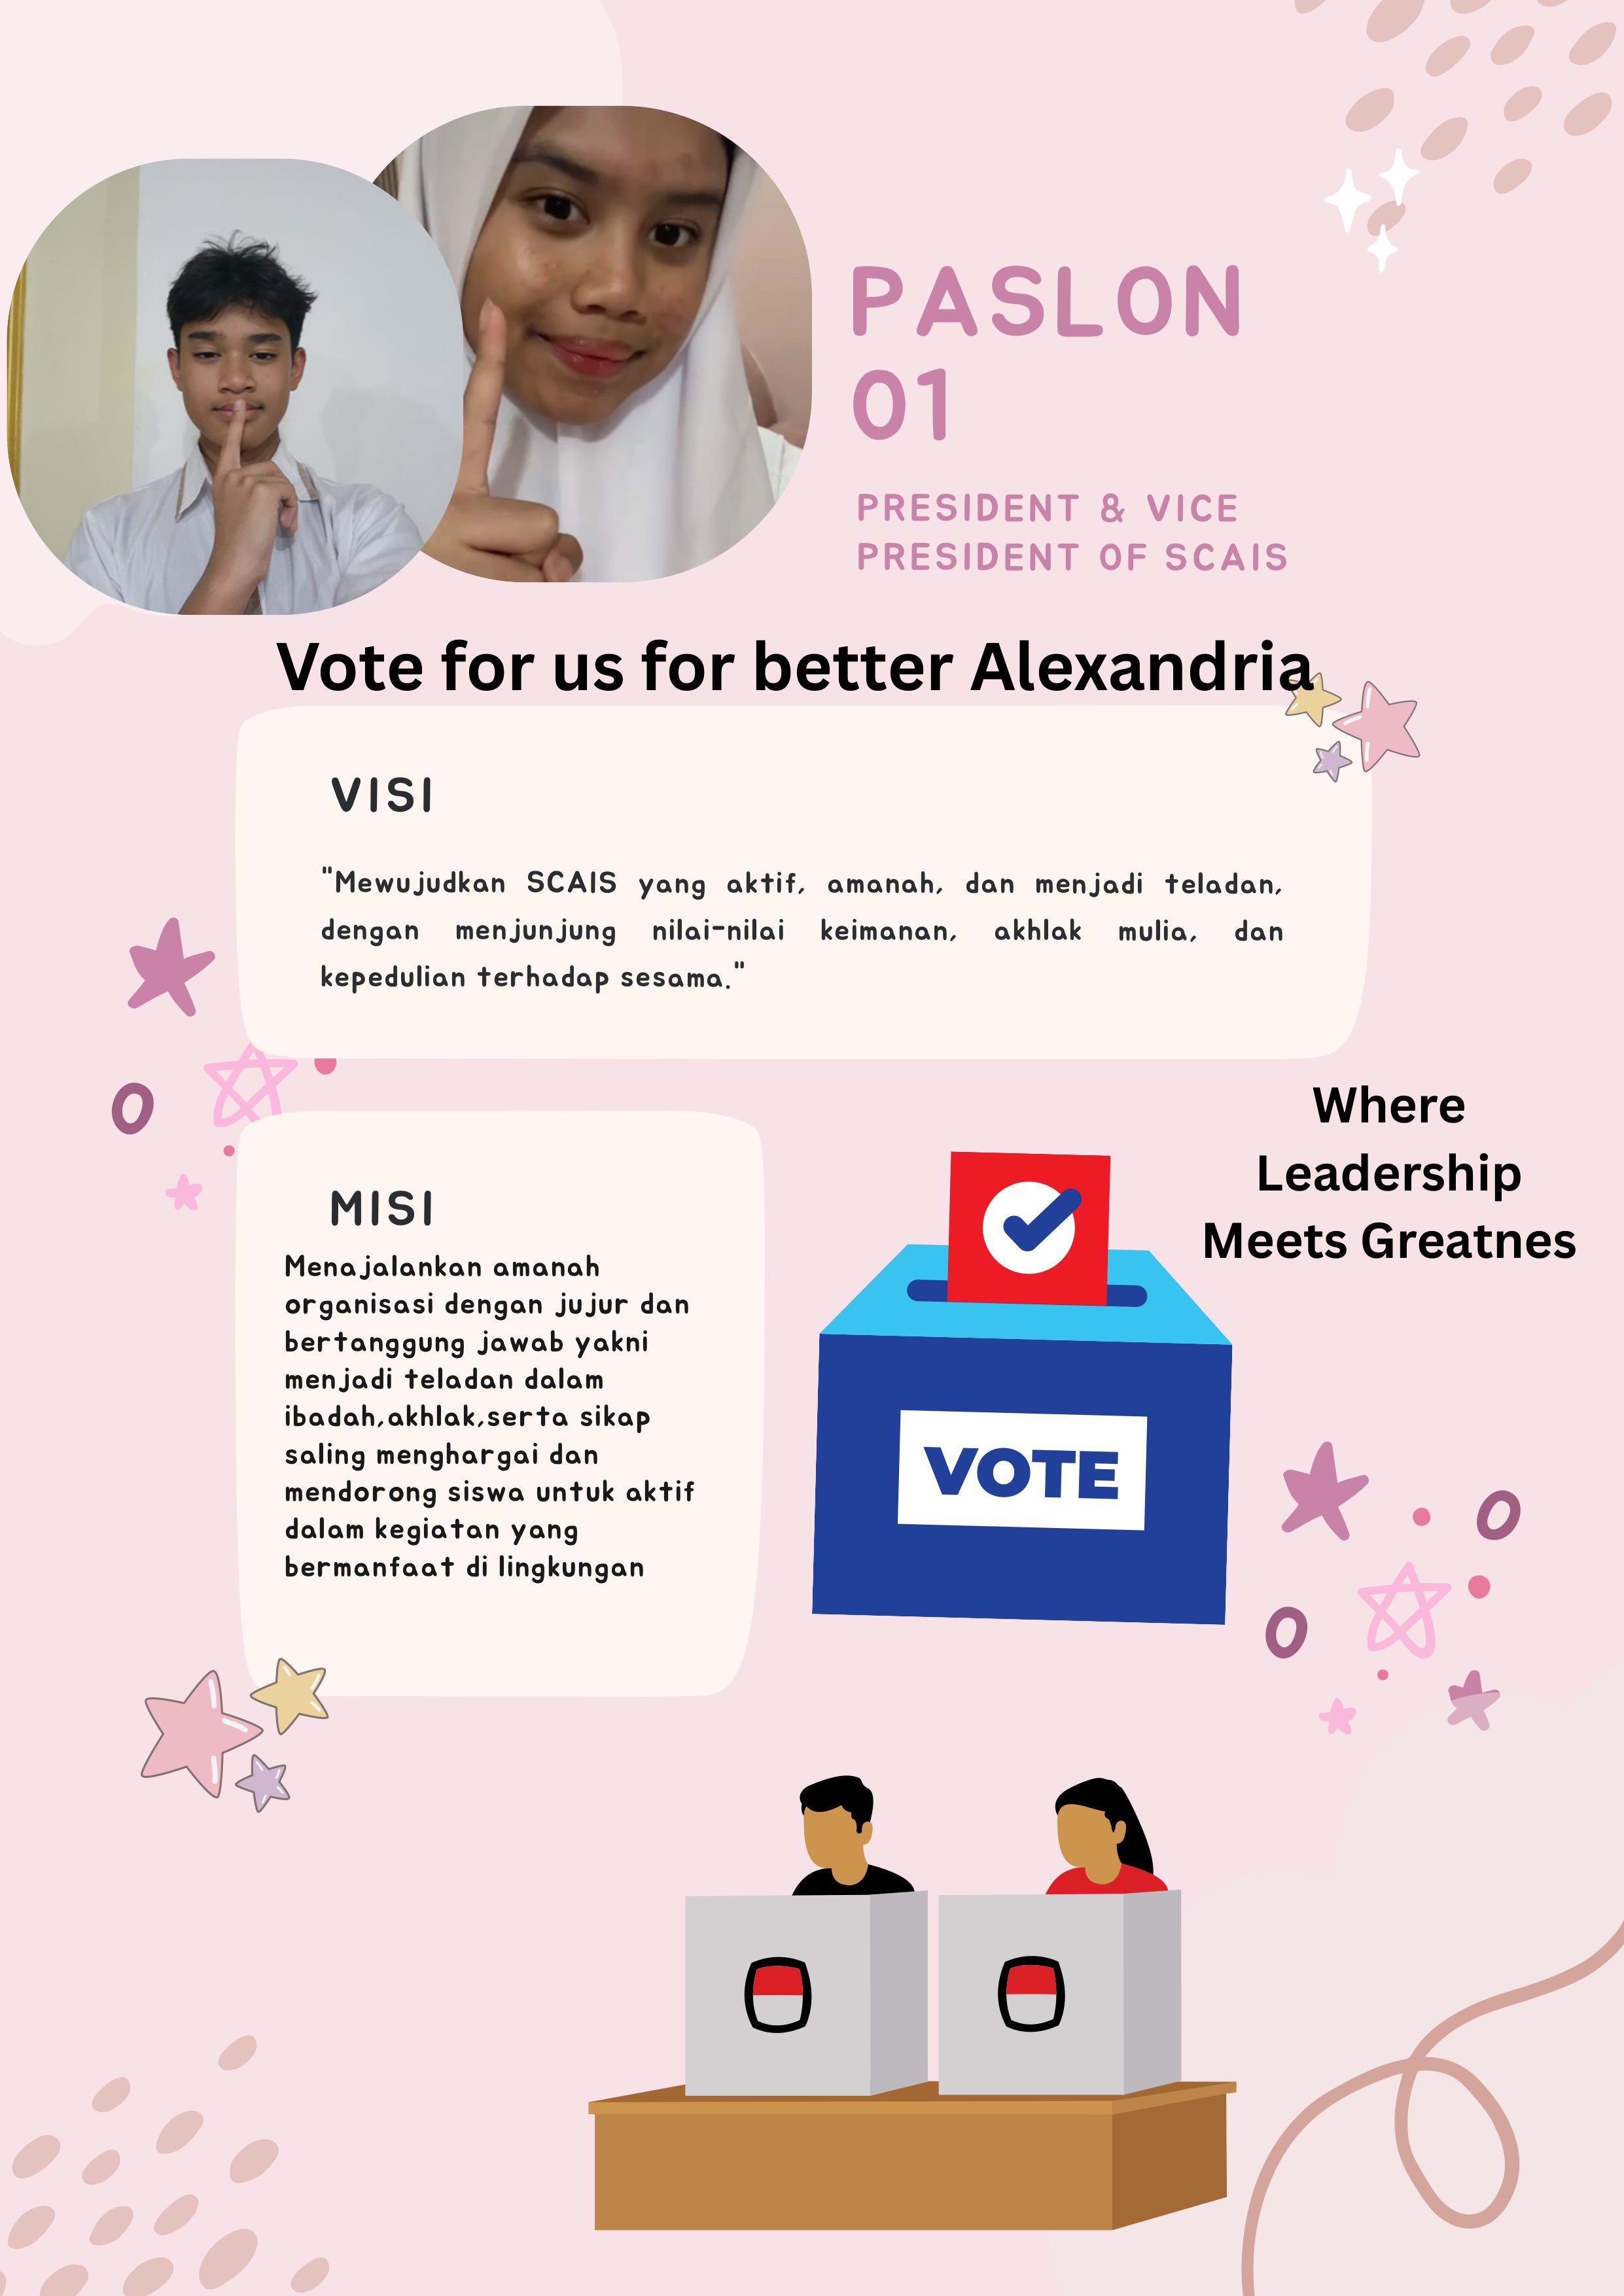 PASLON
01
PRESIDENT & VICE
PRESIDENT OF SCAIS
Vote for us for better Alexandria
VISI
"Mewujudkan SCAIS yang aktif, amanah, dan menjadi teladan,
dengan menjunjung nilai-nilai keimanan, akhlak mulia, dan
kepedulian terhadap sesama."
Where
Leadership
Meets Greatnes
MISI
Menajalankan amanah
organisasi dengan jujur dan
bertanggung jawab yakni
menjadi teladan dalam
ibadah,akhlak,serta sikap
saling menghargai dan
mendorong siswa untuk aktif
dalam kegiatan yang
bermanfaat di lingkungan
VOTE